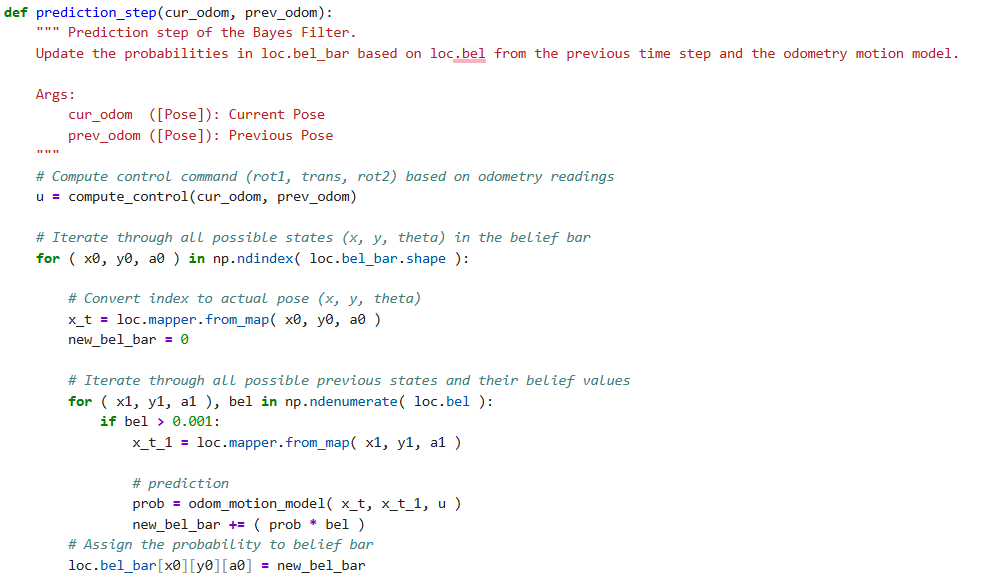 def prediction_step(cur_odom, prev_odom):
    """ Prediction step of the Bayes Filter.
    Update the probabilities in loc.bel_bar based on loc.bel from the previous time step and the odometry motion model.

    Args:
        cur_odom  ([Pose]): Current Pose
        prev_odom ([Pose]): Previous Pose
    """
    # Compute control command (rot1, trans, rot2) based on odometry readings
    u = compute_control(cur_odom, prev_odom)

    # Iterate through all possible states (x, y, theta) in the belief bar
    for ( x0, y0, a0 ) in np.ndindex( loc.bel_bar.shape ):

        # Convert index to actual pose (x, y, theta)
        x_t = loc.mapper.from_map( x0, y0, a0 )
        new_bel_bar = 0

        # Iterate through all possible previous states and their belief values
        for ( x1, y1, a1 ), bel in np.ndenumerate( loc.bel ):
            if bel > 0.001:
                x_t_1 = loc.mapper.from_map( x1, y1, a1 )

                # prediction
                prob = odom_motion_model( x_t, x_t_1, u )
                new_bel_bar += ( prob * bel )
        # Assign the probability to belief bar
        loc.bel_bar[x0][y0][a0] = new_bel_bar